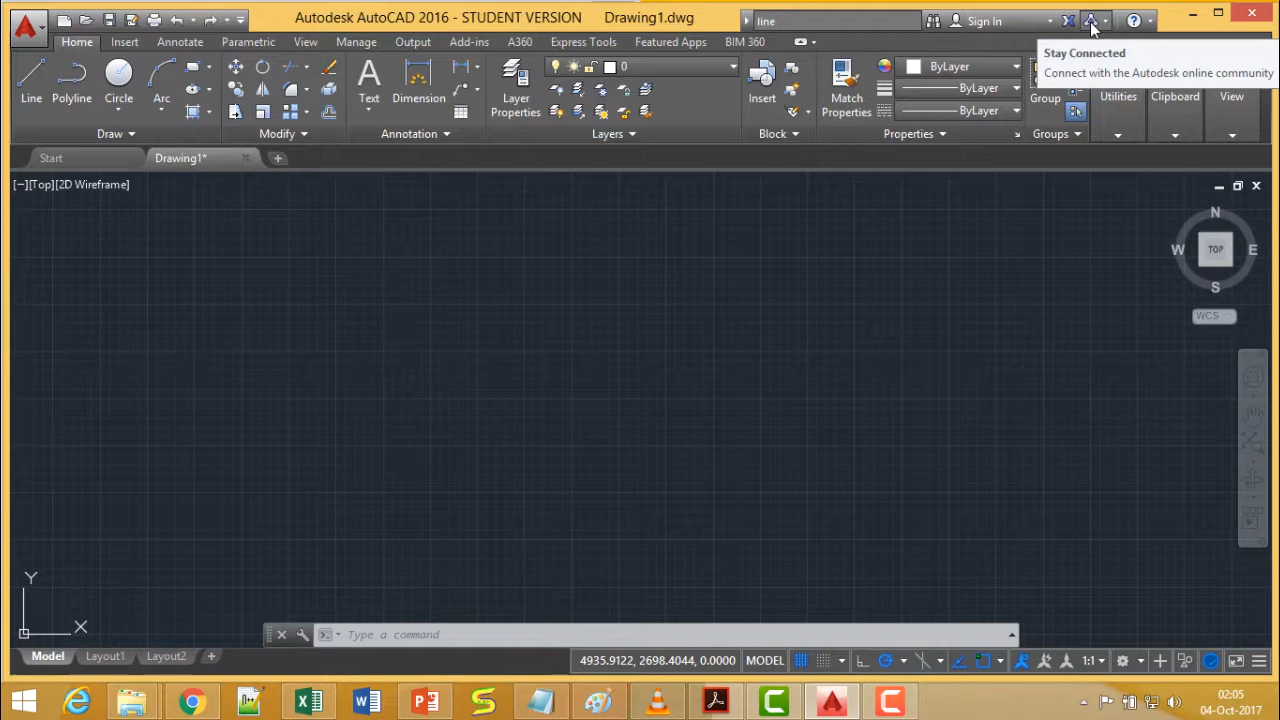 Autodesk AutoCAD 2016 - STUDENT VERSION Drawing1.dwg
line
Sign In
Home Insert Annotate Parametric View Manage Output Add-ins A360 Express Tools Featured Apps BIM 360
Stay Connected
Connect with the Autodesk online community
0
ByLayer
ByLayer
ByLayer
Line Polyline Circle Arc
Text Dimension
Layer Properties
Insert
Match Properties
Group
Utilities
Clipboard
View
Draw
Modify
Annotation
Layers
Block
Properties
Groups
Start
Drawing1*
[−][Top][2D Wireframe]
N
W TOP E
S
WCS
Y
X
Type a command
Model Layout1 Layout2
4935.9122, 2698.4044, 0.0000 MODEL
1:1
02:05
04-Oct-2017